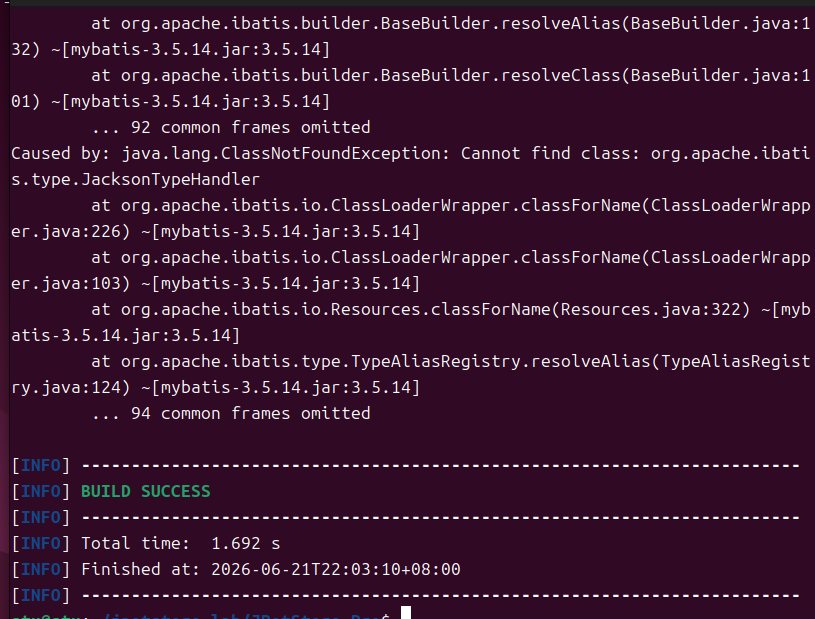 at org.apache.ibatis.builder.BaseBuilder.resolveAlias(BaseBuilder.java:1
32) ~[mybatis-3.5.14.jar:3.5.14]
        at org.apache.ibatis.builder.BaseBuilder.resolveClass(BaseBuilder.java:1
01) ~[mybatis-3.5.14.jar:3.5.14]
        ... 92 common frames omitted
Caused by: java.lang.ClassNotFoundException: Cannot find class: org.apache.ibati
s.type.JacksonTypeHandler
        at org.apache.ibatis.io.ClassLoaderWrapper.classForName(ClassLoaderWrapp
er.java:226) ~[mybatis-3.5.14.jar:3.5.14]
        at org.apache.ibatis.io.ClassLoaderWrapper.classForName(ClassLoaderWrapp
er.java:103) ~[mybatis-3.5.14.jar:3.5.14]
        at org.apache.ibatis.io.Resources.classForName(Resources.java:322) ~[myb
atis-3.5.14.jar:3.5.14]
        at org.apache.ibatis.type.TypeAliasRegistry.resolveAlias(TypeAliasRegist
ry.java:124) ~[mybatis-3.5.14.jar:3.5.14]
        ... 94 common frames omitted
[INFO] ------------------------------------------------------------------------
[INFO] BUILD SUCCESS
[INFO] ------------------------------------------------------------------------
[INFO] Total time:  1.692 s
[INFO] Finished at: 2026-06-21T22:03:10+08:00
[INFO] ------------------------------------------------------------------------